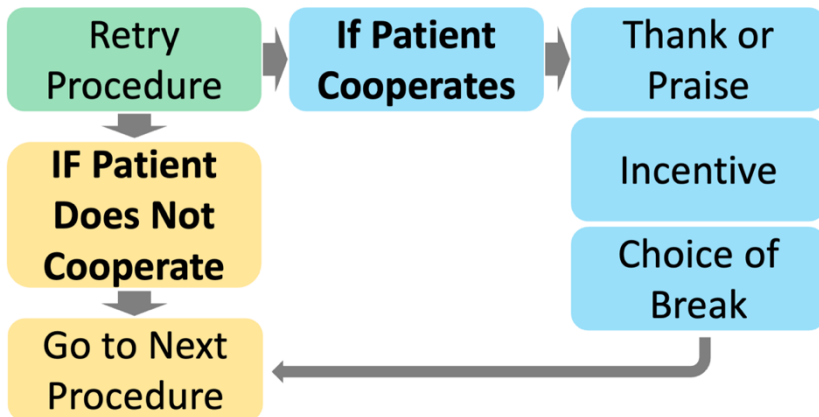 Retry
Procedure
If Patient
Cooperates
Thank or
Praise
IF Patient
Does Not
Cooperate
Incentive
Choice of
Break
Go to Next
Procedure